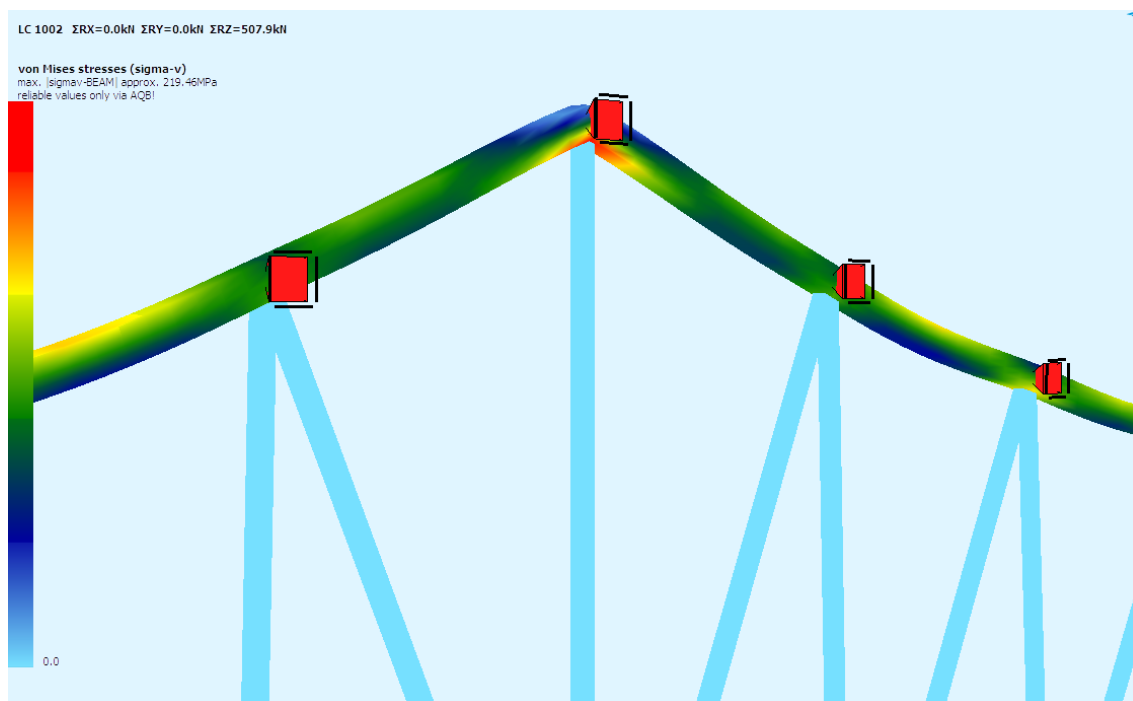 LC 1002 ΣRX=0.0kN ΣRY=0.0kN ΣRZ=507.9kN
von Mises stresses (sigma-v)
max. |sigmav-BEAM| approx. 219.46MPa
reliable values only via AQB!
0.0